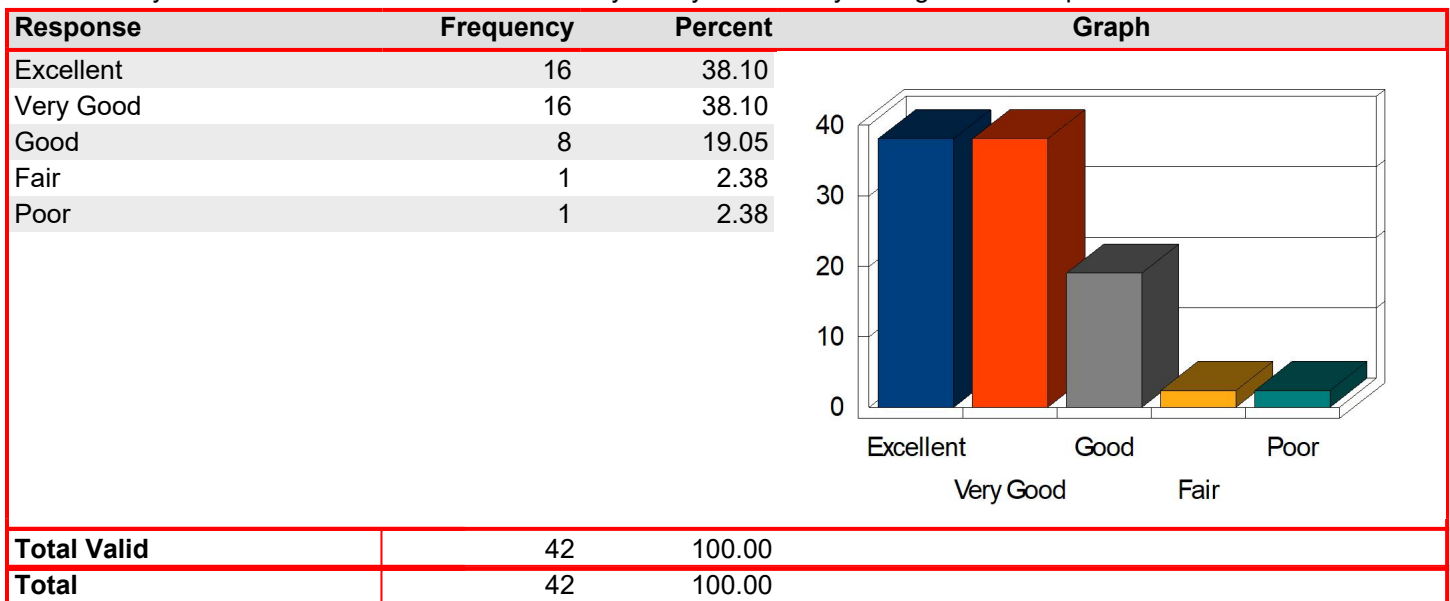 Response Frequency Percent Graph
Excellent 16 38.10
Very Good 16 38.10
Good 8 19.05
Fair 1 2.38
Poor 1 2.38
40
30
20
10
0
Excellent Good Poor
Very Good Fair
Total Valid 42 100.00
Total 42 100.00